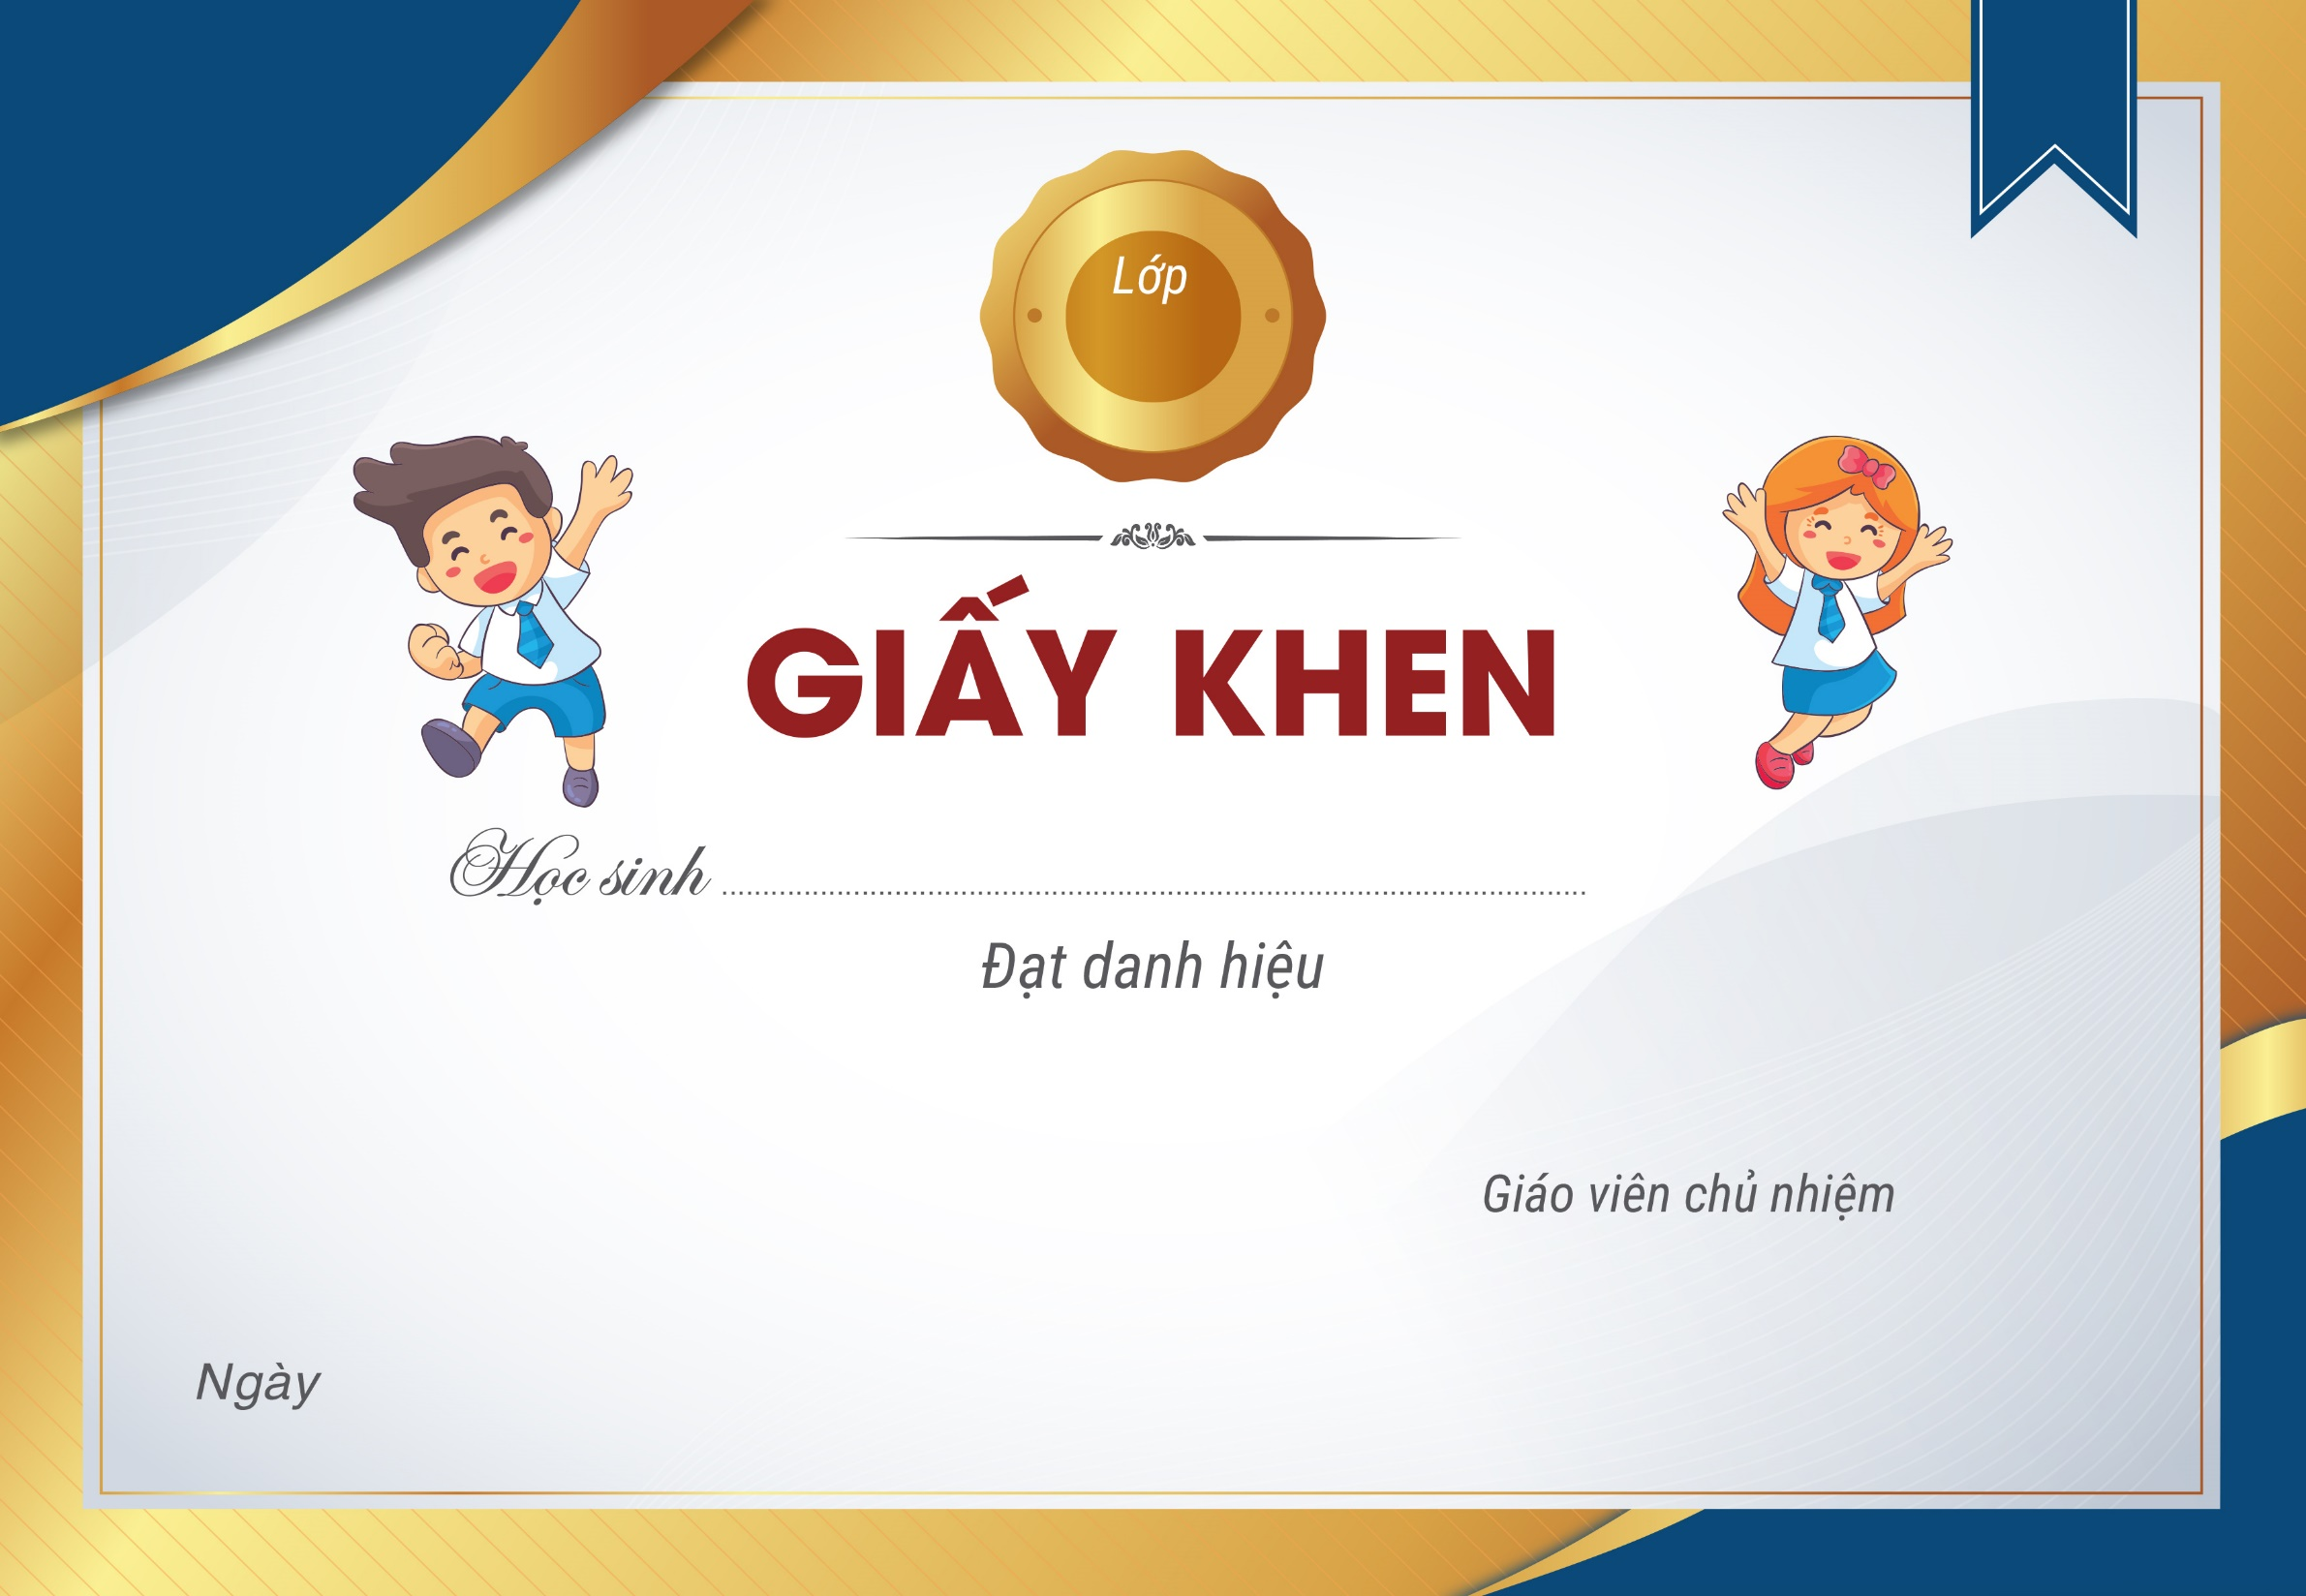 Lớp
GIẤY KHEN
Học sinh ........................................................................
Đạt danh hiệu
Giáo viên chủ nhiệm
Ngày